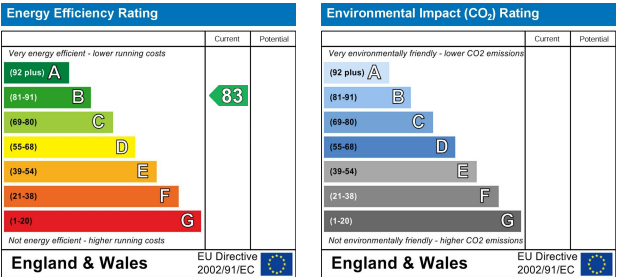 Energy Efficiency Rating
Current Potential
Very energy efficient - lower running costs
(92 plus) A
(81-91) B 83
(69-80) C
(55-68) D
(39-54) E
(21-38) F
(1-20) G
Not energy efficient - higher running costs
England & Wales EU Directive
2002/91/EC
Environmental Impact (CO₂) Rating
Current Potential
Very environmentally friendly - lower CO2 emissions
(92 plus) A
(81-91) B
(69-80) C
(55-68) D
(39-54) E
(21-38) F
(1-20) G
Not environmentally friendly - higher CO2 emissions
England & Wales EU Directive
2002/91/EC